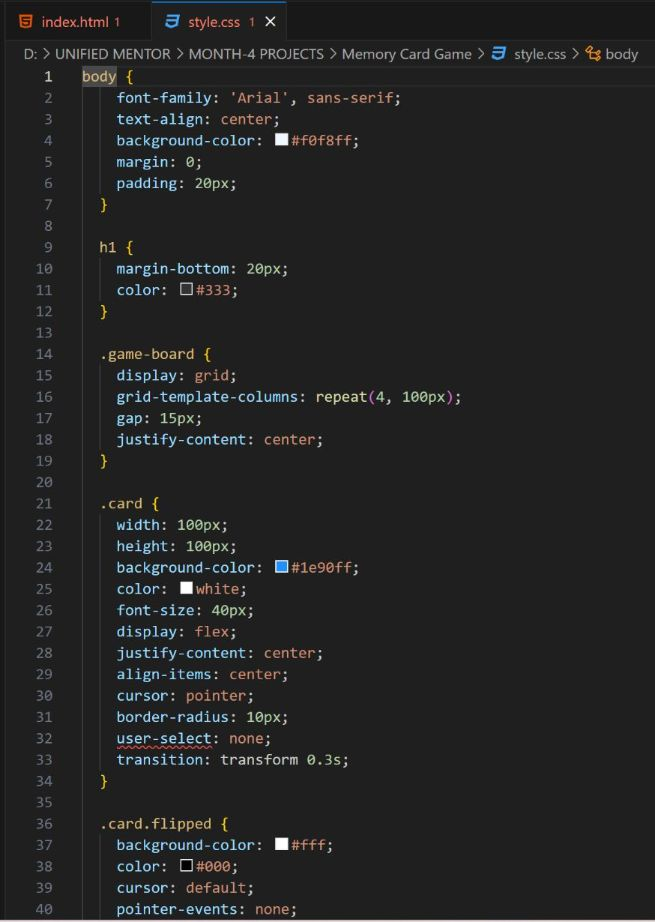 index.html 1 style.css 1
D: > UNIFIED MENTOR > MONTH-4 PROJECTS > Memory Card Game > style.css > body
1 body {
2 font-family: 'Arial', sans-serif;
3 text-align: center;
4 background-color: #f0f8ff;
5 margin: 0;
6 padding: 20px;
7 }
8
9 h1 {
10 margin-bottom: 20px;
11 color: #333;
12 }
13
14 .game-board {
15 display: grid;
16 grid-template-columns: repeat(4, 100px);
17 gap: 15px;
18 justify-content: center;
19 }
20
21 .card {
22 width: 100px;
23 height: 100px;
24 background-color: #1e90ff;
25 color: white;
26 font-size: 40px;
27 display: flex;
28 justify-content: center;
29 align-items: center;
30 cursor: pointer;
31 border-radius: 10px;
32 user-select: none;
33 transition: transform 0.3s;
34 }
35
36 .card.flipped {
37 background-color: #fff;
38 color: #000;
39 cursor: default;
40 pointer-events: none;